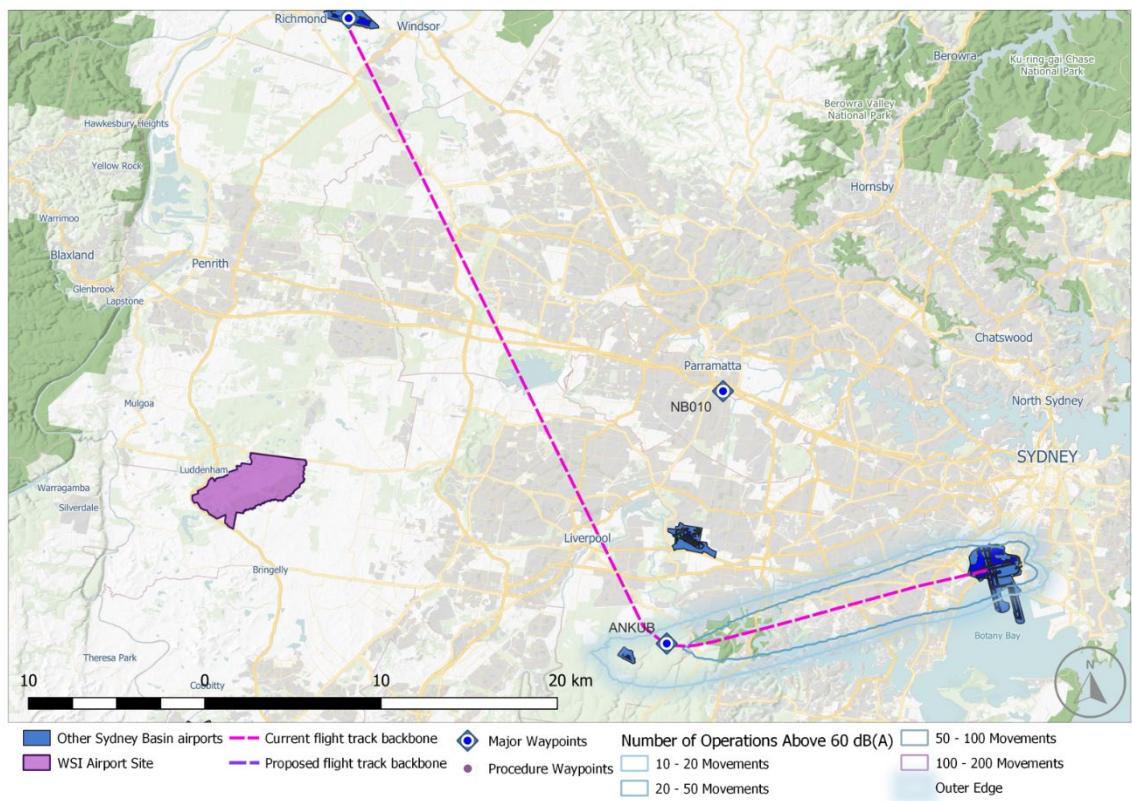 Richmond
Windsor
Berowra
Ku-ring-gai Chase
National Park
Berowra Valley
National Park
Hawkesbury Heights
Yellow Rock
Hornsby
Warrimoo
Blaxland
Penrith
Glenbrook
Lapstone
Chatswood
Parramatta
Mulgoa
NB010
North Sydney
SYDNEY
Luddenham
Warragamba
Silverdale
Liverpool
Bringelly
ANKUB
Botany Bay
Theresa Park
Cobbitty
N
10 0 10 20 km
Other Sydney Basin airports
WSI Airport Site
Current flight track backbone
Proposed flight track backbone
Major Waypoints
Procedure Waypoints
Number of Operations Above 60 dB(A)
10 - 20 Movements
20 - 50 Movements
50 - 100 Movements
100 - 200 Movements
Outer Edge